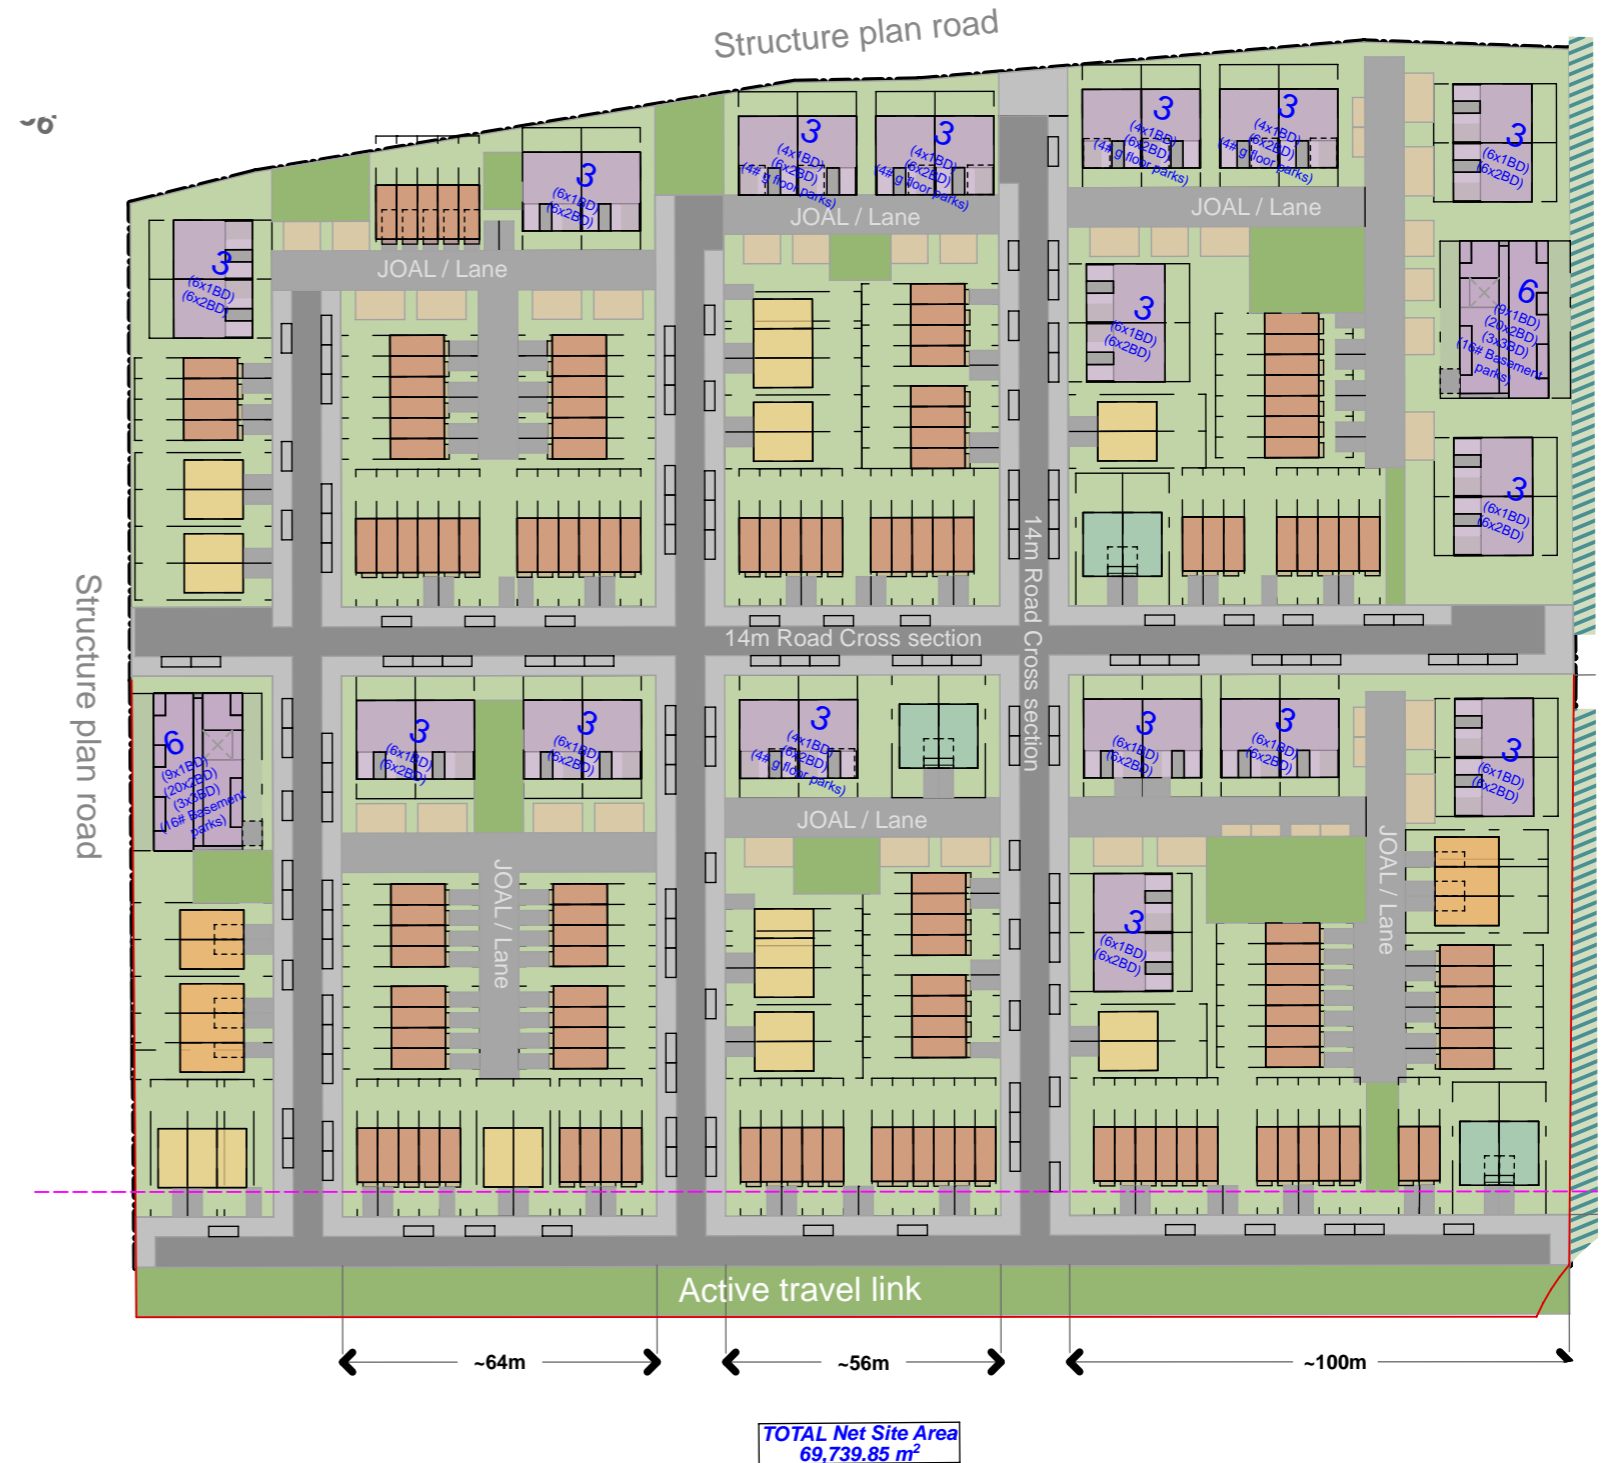 Structure plan road
3
(4x1BD)
(6x2BD)
(4# g floor parks)
3
(4x1BD)
(6x2BD)
(4# g floor parks)
3
(4x1BD)
(6x2BD)
(4# g floor parks)
3
(4x1BD)
(6x2BD)
(4# g floor parks)
3
(6x1BD)
(6x2BD)
3
(6x1BD)
(6x2BD)
JOAL / Lane
JOAL / Lane
3
(6x1BD)
(6x2BD)
JOAL / Lane
3
(6x1BD)
(6x2BD)
6
(9x1BD)
(20x2BD)
(3x3BD)
(16# Basement
parks)
3
(6x1BD)
(6x2BD)
14m Road Cross section
14m Road Cross section
Structure plan road
6
(9x1BD)
(20x2BD)
(3x3BD)
(16# Basement
parks)
3
(6x1BD)
(6x2BD)
3
(6x1BD)
(6x2BD)
3
(4x1BD)
(6x2BD)
(4# g floor parks)
3
(6x1BD)
(6x2BD)
3
(6x1BD)
(6x2BD)
3
(6x1BD)
(6x2BD)
JOAL / Lane
JOAL / Lane
JOAL / Lane
3
(6x1BD)
(6x2BD)
Active travel link
~64m
~56m
~100m
TOTAL Net Site Area
69,739.85 m²